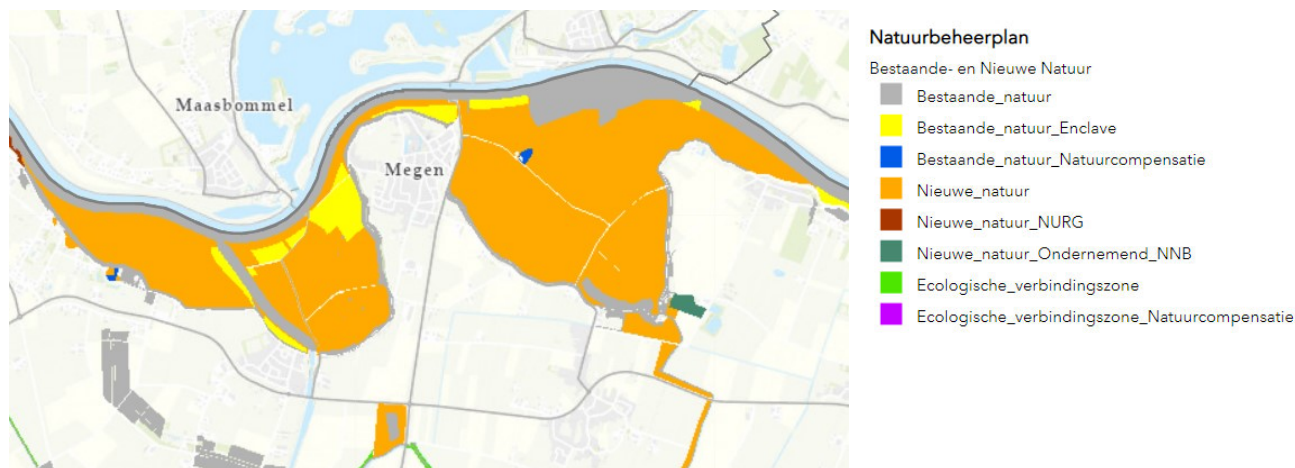 Maasbommel
Megen
Natuurbeheerplan
Bestaande- en Nieuwe Natuur
Bestaande_natuur
Bestaande_natuur_Enclave
Bestaande_natuur_Natuurcompensatie
Nieuwe_natuur
Nieuwe_natuur_NURG
Nieuwe_natuur_Ondernemend_NNB
Ecologische_verbindingszone
Ecologische_verbindingszone_Natuurcompensatie